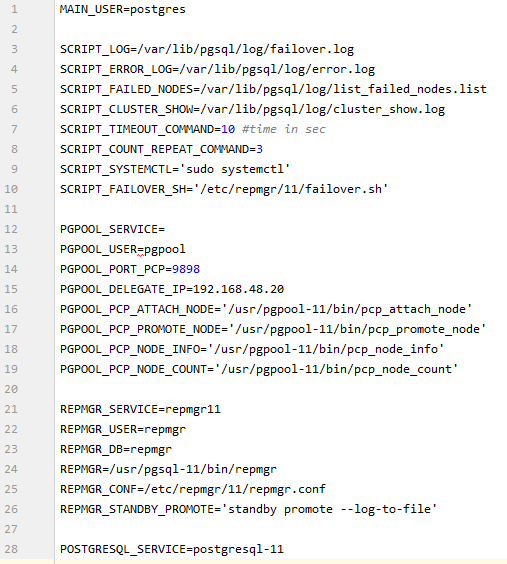 1 MAIN_USER=postgres
2
3 SCRIPT_LOG=/var/lib/pgsql/log/failover.log
4 SCRIPT_ERROR_LOG=/var/lib/pgsql/log/error.log
5 SCRIPT_FAILED_NODES=/var/lib/pgsql/log/list_failed_nodes.list
6 SCRIPT_CLUSTER_SHOW=/var/lib/pgsql/log/cluster_show.log
7 SCRIPT_TIMEOUT_COMMAND=10 #time in sec
8 SCRIPT_COUNT_REPEAT_COMMAND=3
9 SCRIPT_SYSTEMCTL='sudo systemctl'
10 SCRIPT_FAILOVER_SH='/etc/repmgr/11/failover.sh'
11
12 PGPOOL_SERVICE=
13 PGPOOL_USER=pgpool
14 PGPOOL_PORT_PCP=9898
15 PGPOOL_DELEGATE_IP=192.168.48.20
16 PGPOOL_PCP_ATTACH_NODE='/usr/pgpool-11/bin/pcp_attach_node'
17 PGPOOL_PCP_PROMOTE_NODE='/usr/pgpool-11/bin/pcp_promote_node'
18 PGPOOL_PCP_NODE_INFO='/usr/pgpool-11/bin/pcp_node_info'
19 PGPOOL_PCP_NODE_COUNT='/usr/pgpool-11/bin/pcp_node_count'
20
21 REPMGR_SERVICE=repmgr11
22 REPMGR_USER=repmgr
23 REPMGR_DB=repmgr
24 REPMGR=/usr/pgsql-11/bin/repmgr
25 REPMGR_CONF=/etc/repmgr/11/repmgr.conf
26 REPMGR_STANDBY_PROMOTE='standby promote --log-to-file'
27
28 POSTGRESQL_SERVICE=postgresql-11